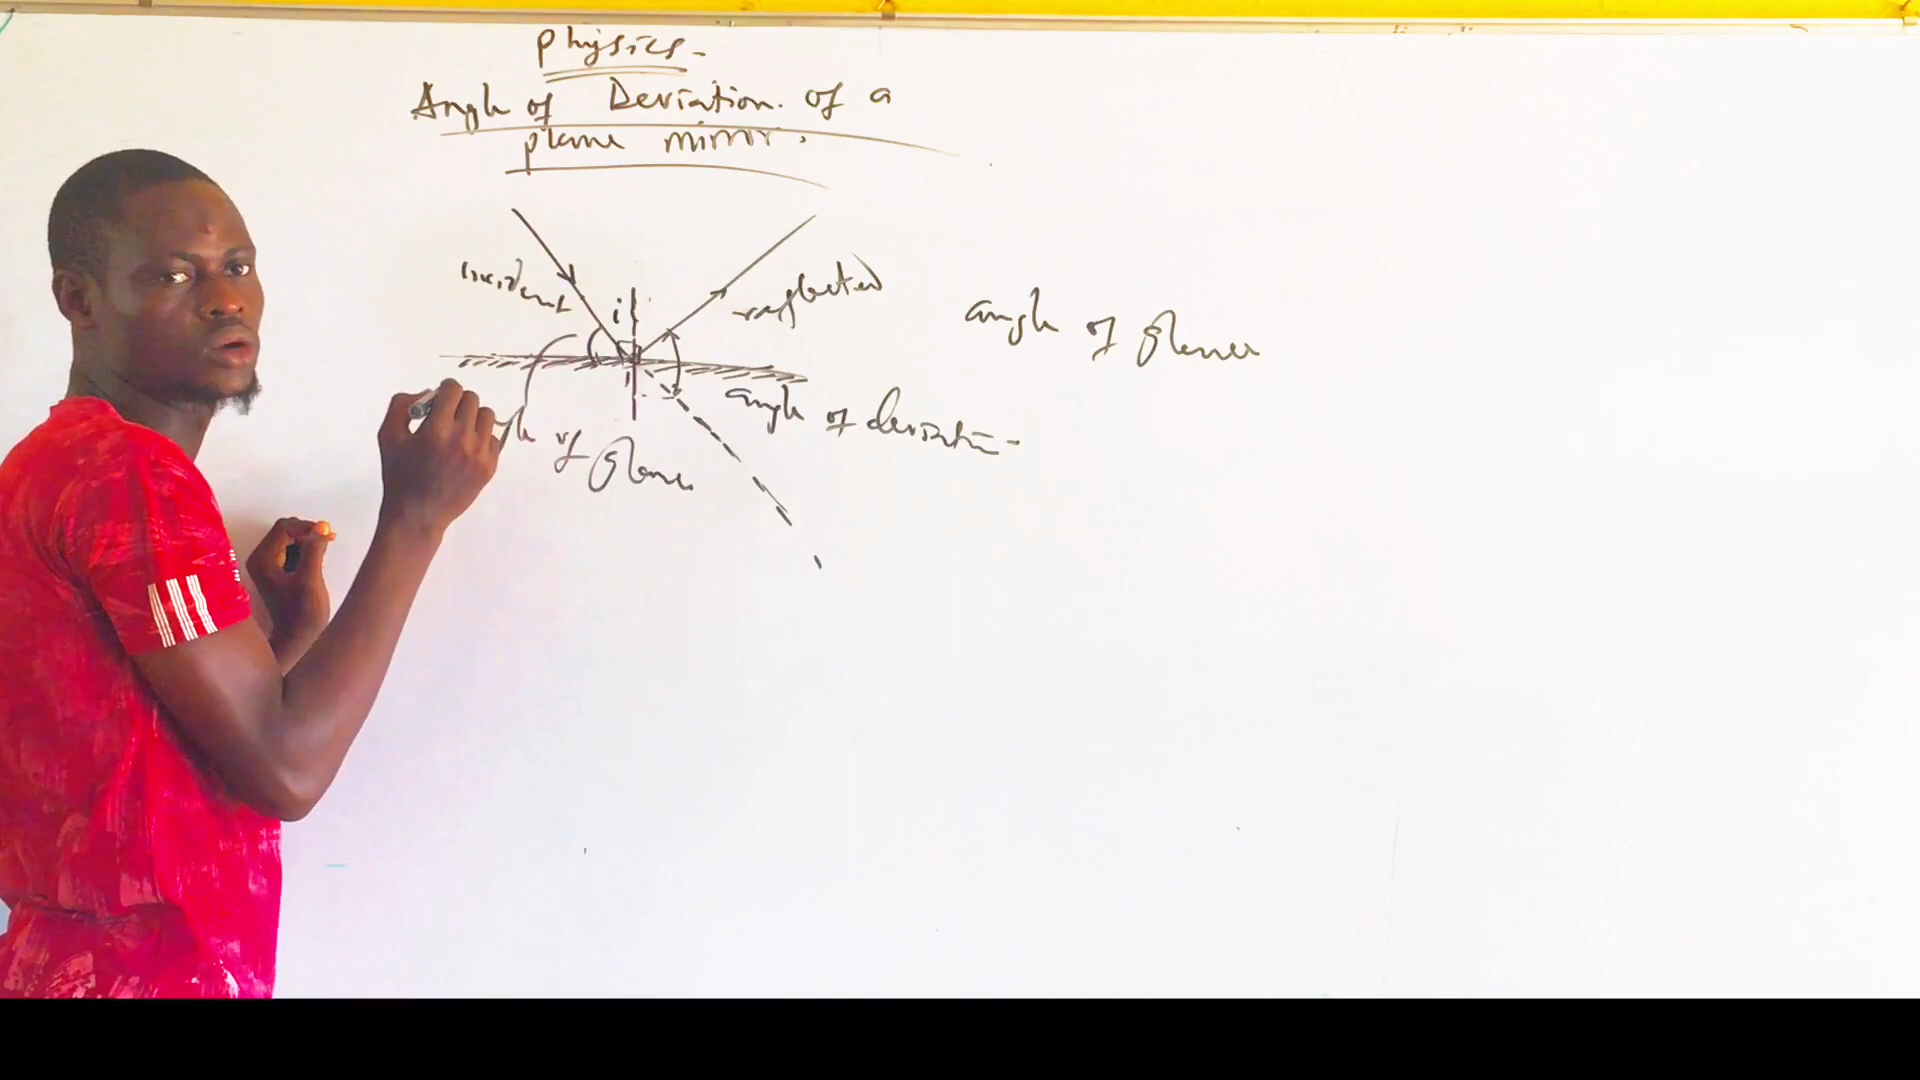 physics-
Angle of Deviation. of a
plane mirror.
incident
i
reflected
angle of glance
angle of deviation
of glance